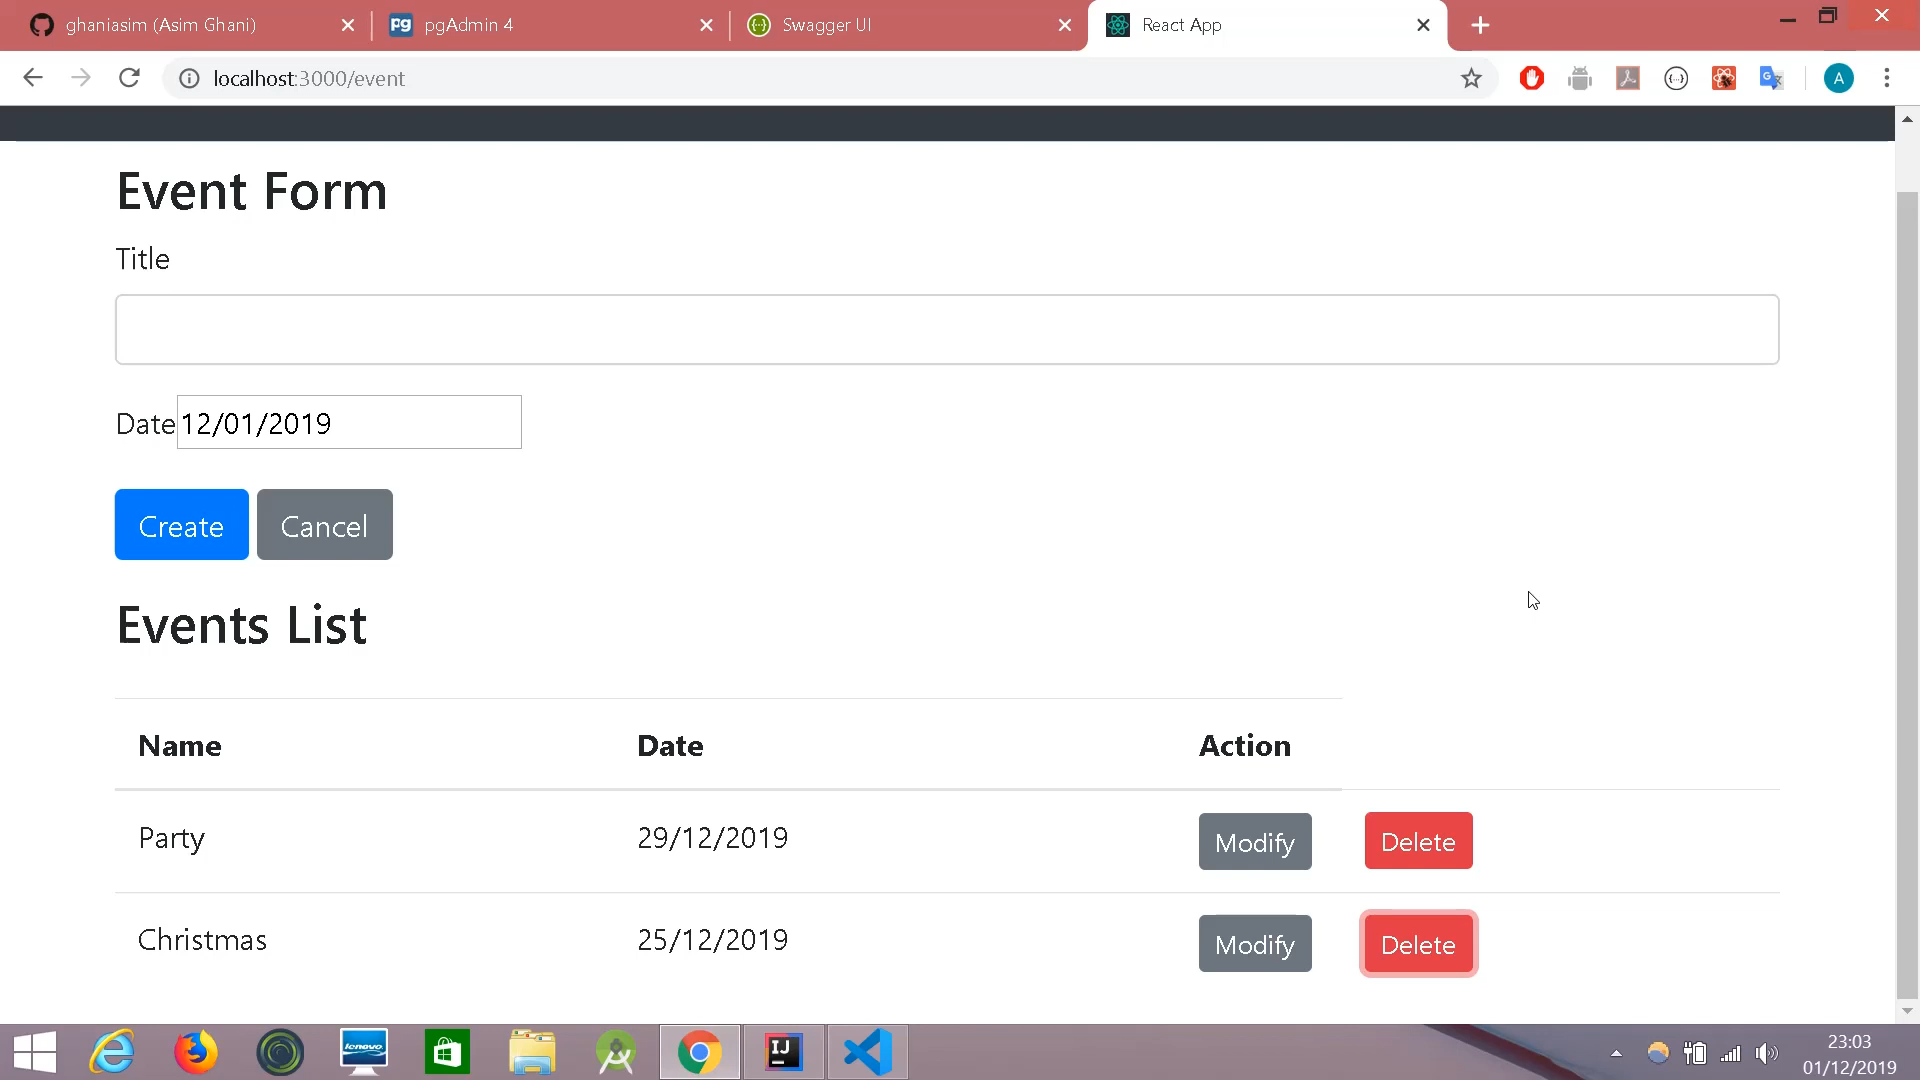 ghaniasim (Asim Ghani)
pgAdmin 4
Swagger UI
React App
localhost:3000/event
A
Event Form
Title
Date 12/01/2019
Create Cancel
Events List
Name Date Action
Party 29/12/2019 Modify Delete
Christmas 25/12/2019 Modify Delete
lenovo
IJ
23:03
01/12/2019